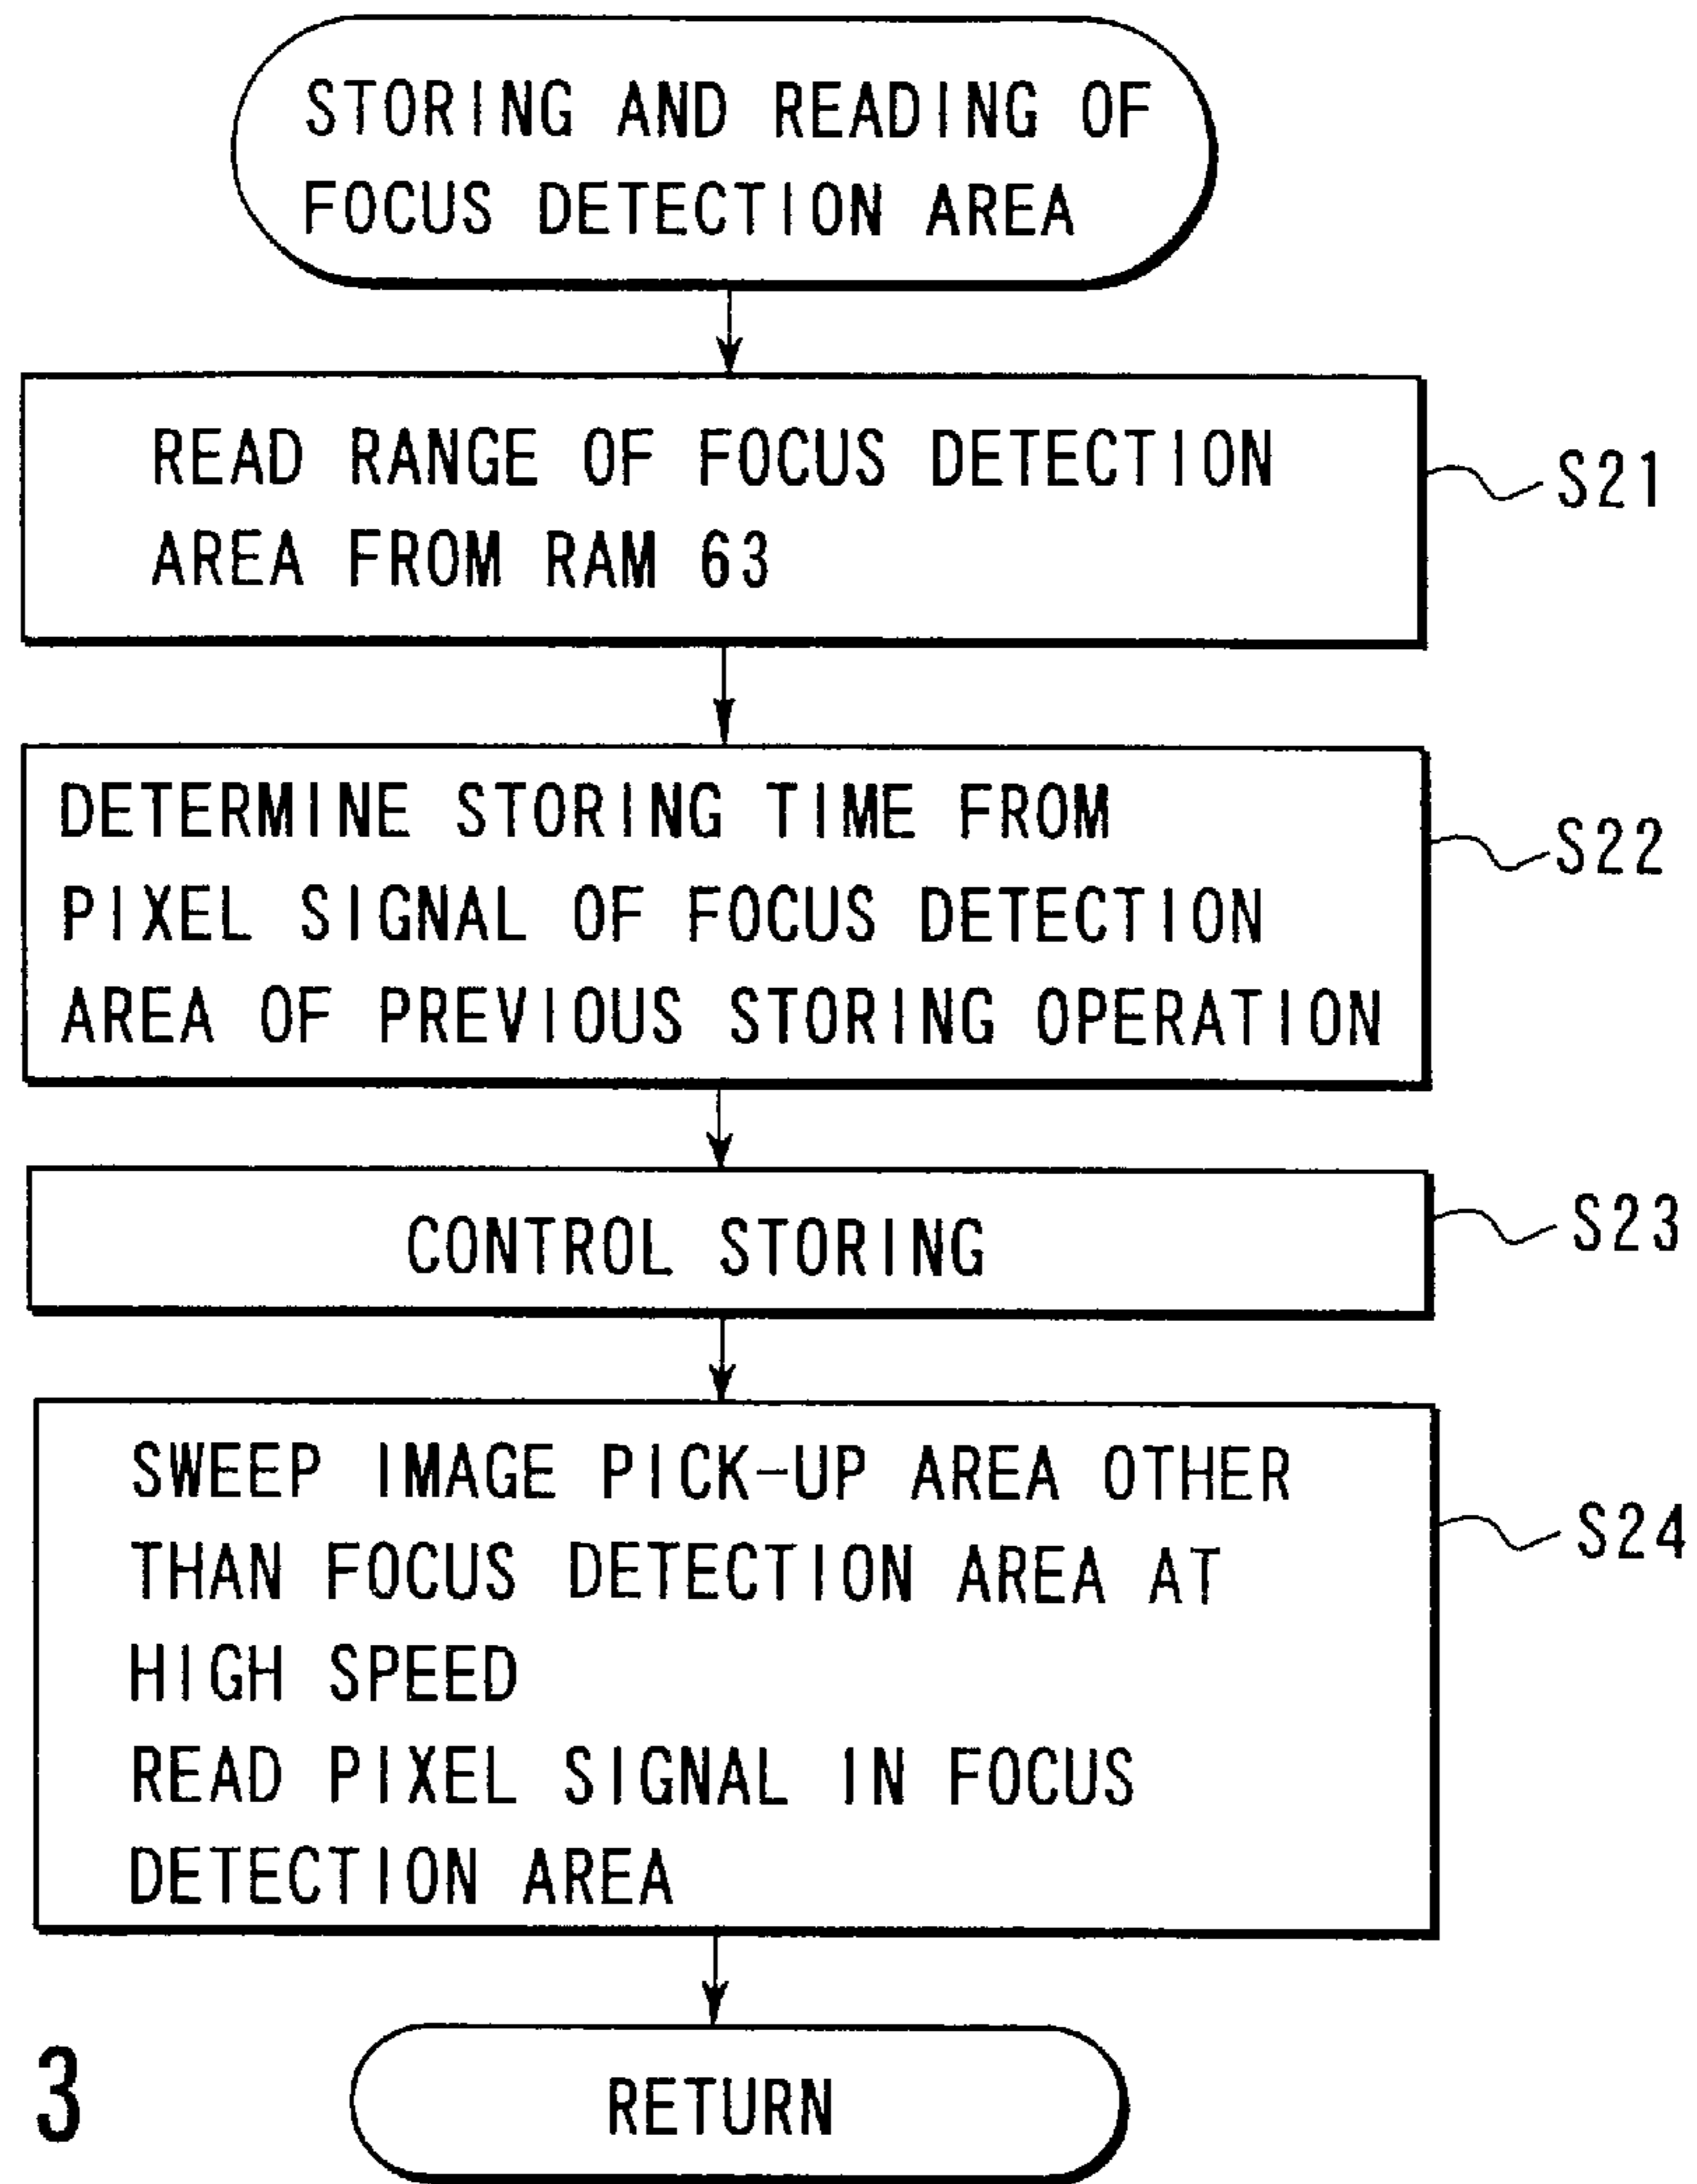 STORING AND READING OF
FOCUS DETECTION AREA
READ RANGE OF FOCUS DETECTION
AREA FROM RAM 63
S21
DETERMINE STORING TIME FROM
PIXEL SIGNAL OF FOCUS DETECTION
AREA OF PREVIOUS STORING OPERATION
S22
CONTROL STORING
S23
SWEEP IMAGE PICK-UP AREA OTHER
THAN FOCUS DETECTION AREA AT
HIGH SPEED
READ PIXEL SIGNAL IN FOCUS
DETECTION AREA
S24
RETURN
3